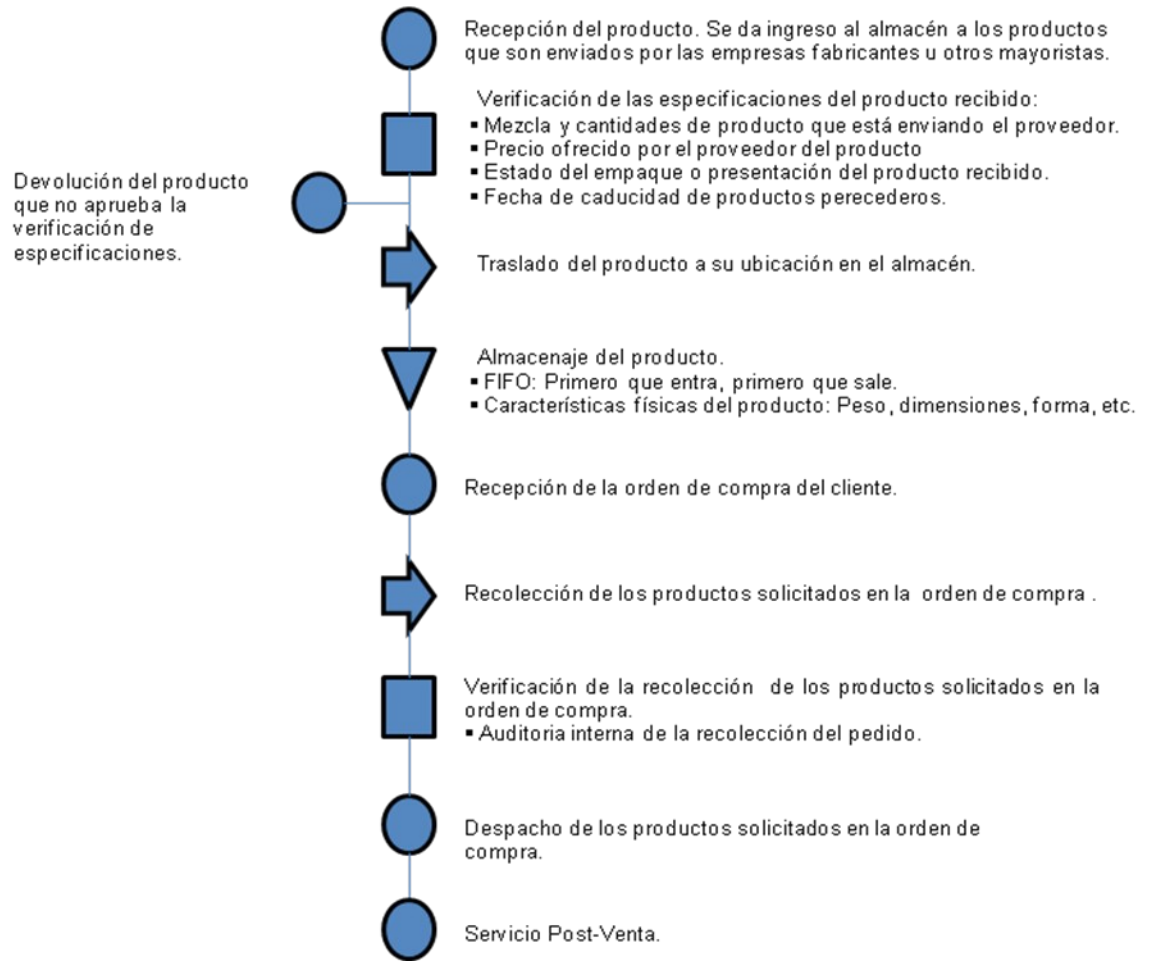 Recepción del producto. Se da ingreso al almacén a los productos
que son enviados por las empresas fabricantes u otros mayoristas.
Verificación de las especificaciones del producto recibido:
▪ Mezcla y cantidades de producto que está enviando el proveedor.
▪ Precio ofrecido por el proveedor del producto
▪ Estado del empaque o presentación del producto recibido.
▪ Fecha de caducidad de productos perecederos.
Devolución del producto
que no aprueba la
verificación de
especificaciones.
Traslado del producto a su ubicación en el almacén.
Almacenaje del producto.
▪ FIFO: Primero que entra, primero que sale.
▪ Características físicas del producto: Peso, dimensiones, forma, etc.
Recepción de la orden de compra del cliente.
Recolección de los productos solicitados en la orden de compra .
Verificación de la recolección de los productos solicitados en la
orden de compra.
▪ Auditoria interna de la recolección del pedido.
Despacho de los productos solicitados en la orden de
compra.
Servicio Post-Venta.